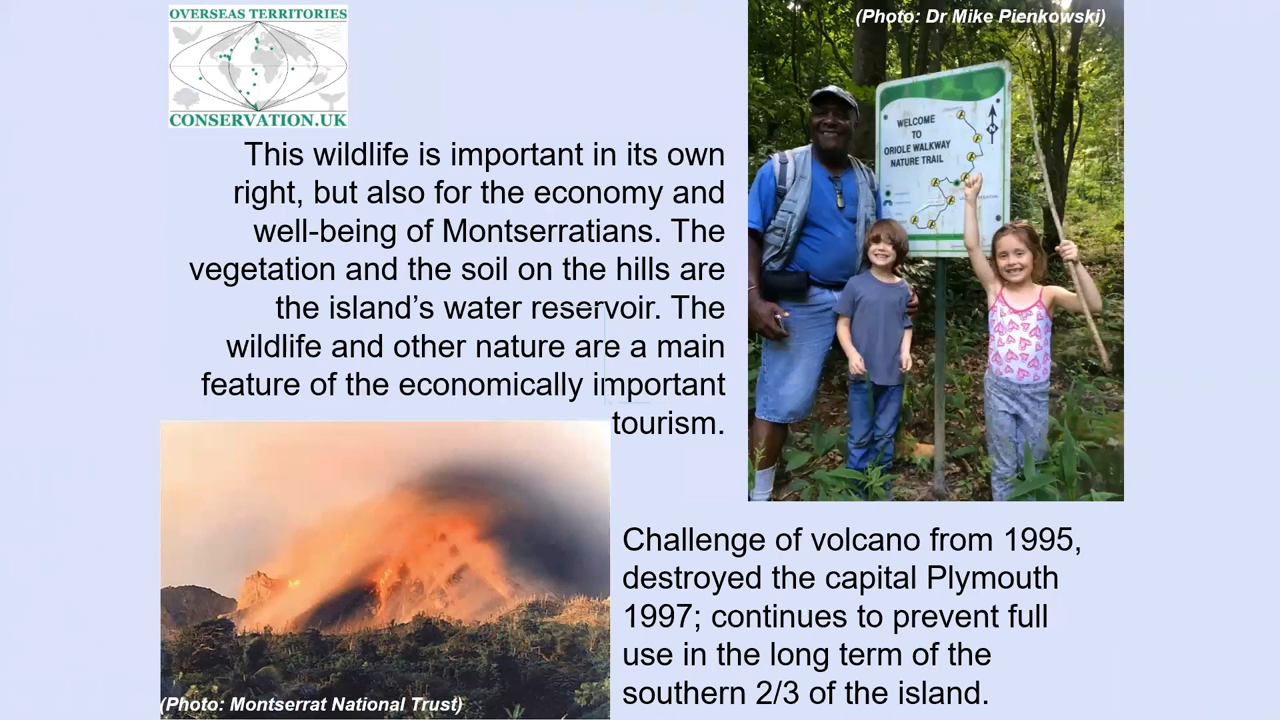 OVERSEAS TERRITORIES
CONSERVATION.UK
(Photo: Dr Mike Pienkowski)
WELCOME
TO
ORIOLE WALKWAY
NATURE TRAIL
N
This wildlife is important in its own
right, but also for the economy and
well-being of Montserratians. The
vegetation and the soil on the hills are
the island’s water reservoir. The
wildlife and other nature are a main
feature of the economically important
tourism.
Challenge of volcano from 1995,
destroyed the capital Plymouth
1997; continues to prevent full
use in the long term of the
southern 2/3 of the island.
(Photo: Montserrat National Trust)